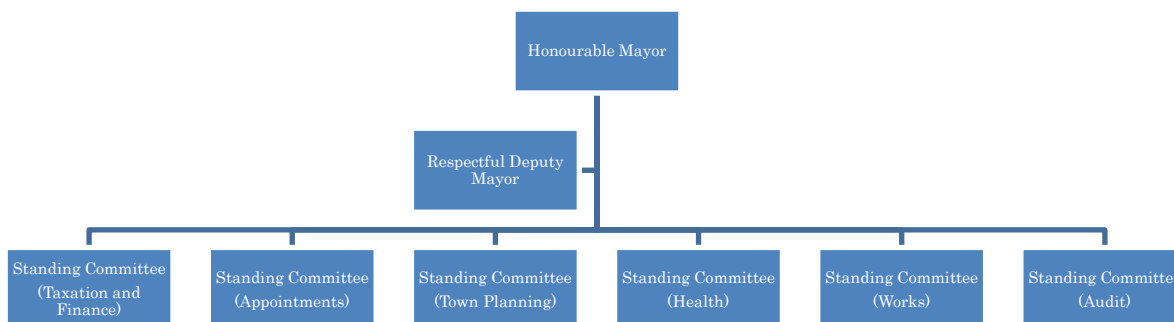 Honourable Mayor
Respectful Deputy
Mayor
Standing Committee
(Taxation and
Finance)
Standing Committee
(Appointments)
Standing Committee
(Town Planning)
Standing Committee
(Health)
Standing Committee
(Works)
Standing Committee
(Audit)